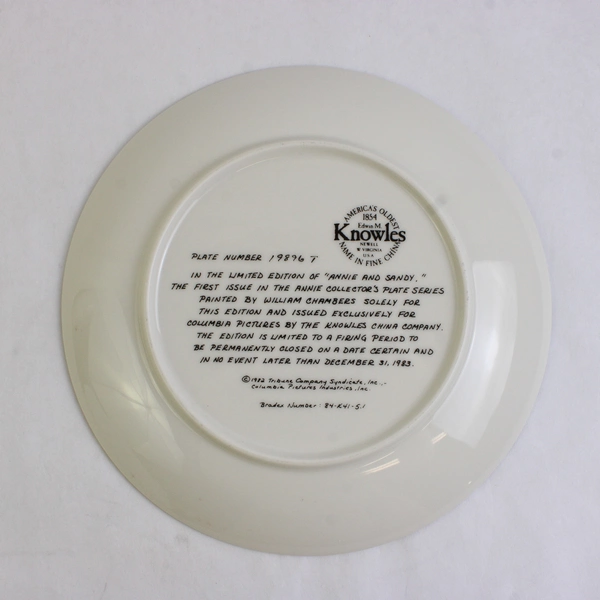 AMERICA'S OLDEST
1854
Edwin M.
Knowles
NEWELL
W. VIRGINIA
U.S.A.
NAME IN FINE CHINA
PLATE NUMBER 19896 T
IN THE LIMITED EDITION OF "ANNIE AND SANDY,"
THE FIRST ISSUE IN THE ANNIE COLLECTOR'S PLATE SERIES
PAINTED BY WILLIAM CHAMBERS SOLELY FOR
THIS EDITION AND ISSUED EXCLUSIVELY FOR
COLUMBIA PICTURES BY THE KNOWLES CHINA COMPANY.
THE EDITION IS LIMITED TO A FIRING PERIOD TO
BE PERMANENTLY CLOSED ON A DATE CERTAIN AND
IN NO EVENT LATER THAN DECEMBER 31, 1983.
©1982 Tribune Company Syndicate, Inc.,
Columbia Pictures Industries, Inc.
Bradex Number: 84-K41-5.1